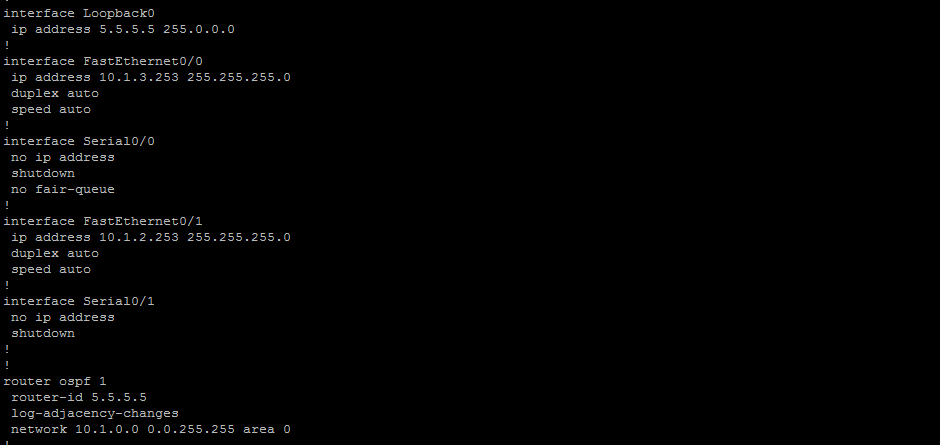 !
interface Loopback0
 ip address 5.5.5.5 255.0.0.0
!
interface FastEthernet0/0
 ip address 10.1.3.253 255.255.255.0
 duplex auto
 speed auto
!
interface Serial0/0
 no ip address
 shutdown
 no fair-queue
!
interface FastEthernet0/1
 ip address 10.1.2.253 255.255.255.0
 duplex auto
 speed auto
!
interface Serial0/1
 no ip address
 shutdown
!
!
router ospf 1
 router-id 5.5.5.5
 log-adjacency-changes
 network 10.1.0.0 0.0.255.255 area 0
!